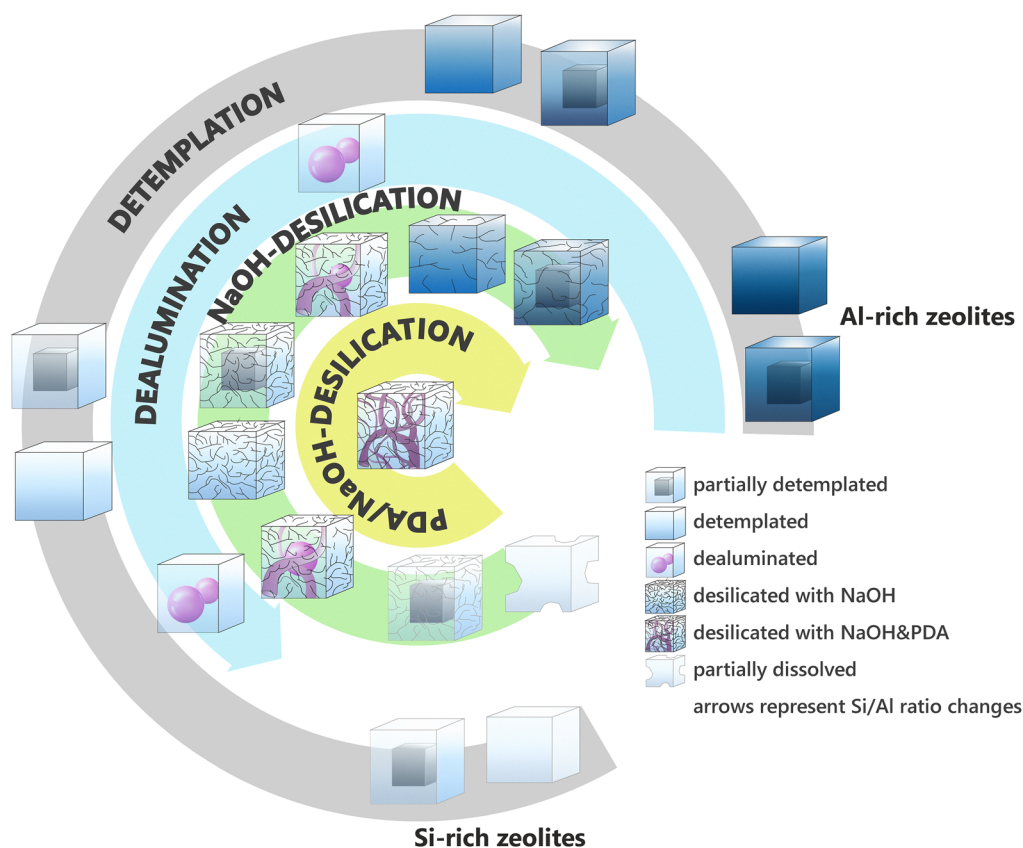 DETEMPLATION
DEALUMINATION
NaOH-DESILICATION
PDA/NaOH-DESILICATION
Al-rich zeolites
partially detemplated
detemplated
dealuminated
desilicated with NaOH
desilicated with NaOH&PDA
partially dissolved
arrows represent Si/Al ratio changes
Si-rich zeolites